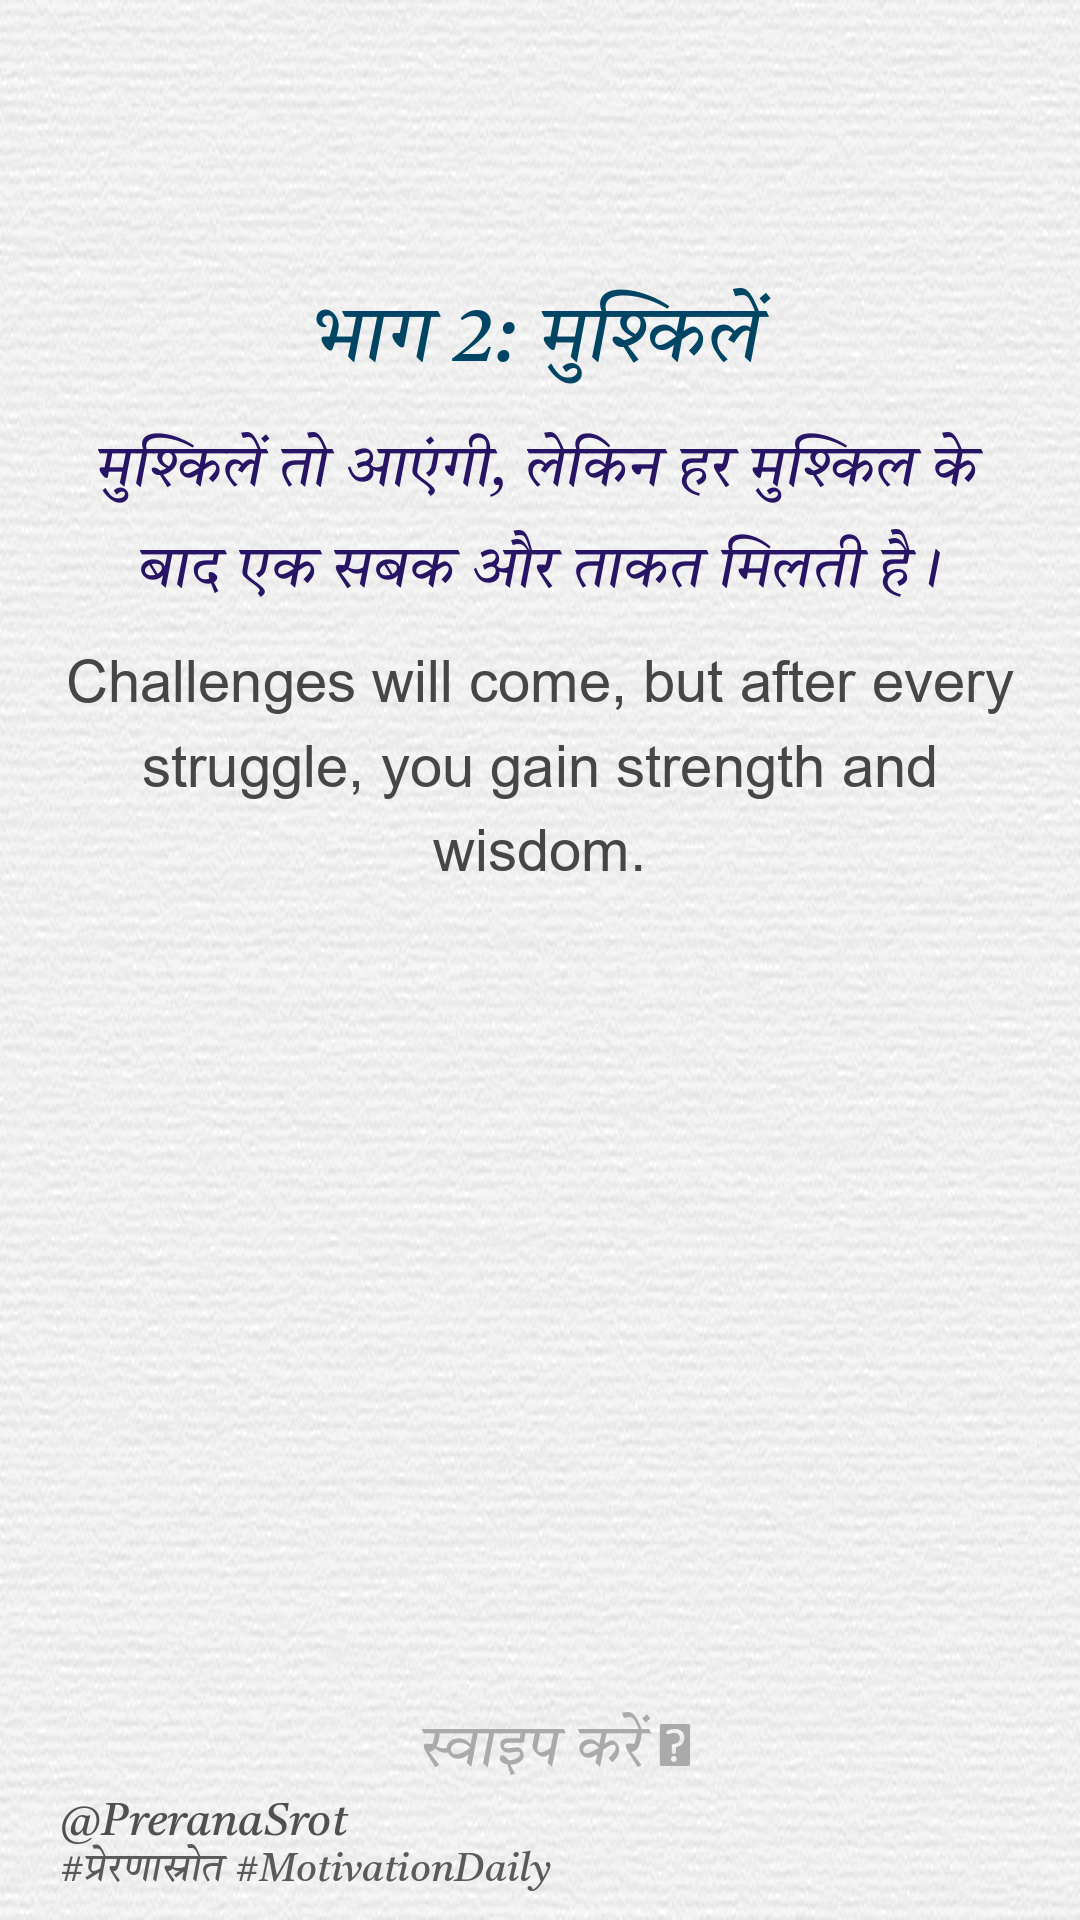 भाग 2: मुश्किलें
मुश्किलें तो आएंगी, लेकिन हर मुश्किल के
बाद एक सबक और ताकत मिलती है।
Challenges will come, but after every
struggle, you gain strength and
wisdom.
स्वाइप करें
@PreranaSrot
#प्रेरणास्रोत #MotivationDaily